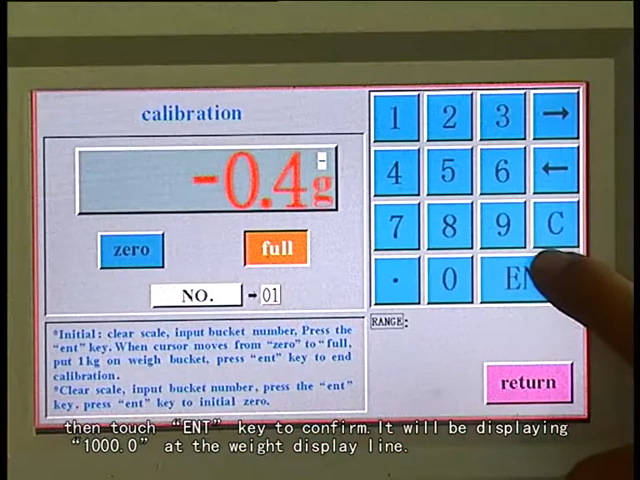 calibration
-0.4g
zero
full
NO. → 01
*Initial: clear scale, input bucket number, Press the
"ent" key. When cursor moves from "zero" to "full,
put 1kg on weigh bucket, press "ent" key to end
calibration.
*Clear scale, input bucket number, press the "ent"
key, press "ent" key to initial zero.
1 2 3 →
4 5 6 ←
7 8 9 C
. 0 EN
RANGE:
return
then touch "ENT" key to confirm. It will be displaying
"1000.0" at the weight display line.